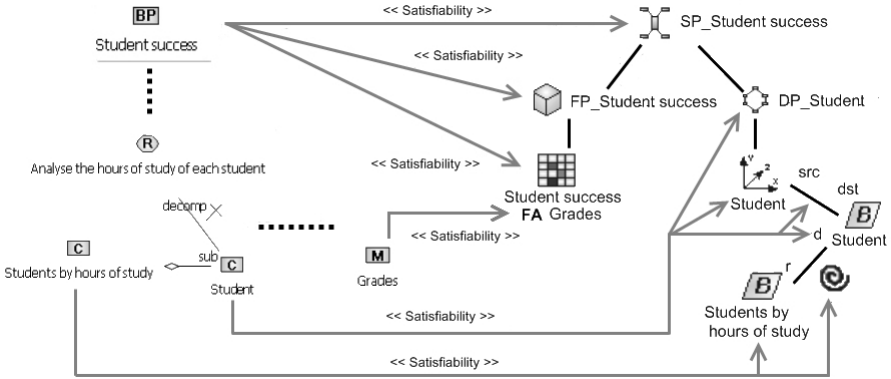 BP
Student success
<< Satisfiability >>
SP_Student success
<< Satisfiability >>
FP_Student success
DP_Student
R
Analyse the hours of study of each student
<< Satisfiability >>
Student success
FA Grades
Y
Z
X
Student
src
dst
B
Student
decomp
sub
C
Students by hours of study
C
Student
M
Grades
<< Satisfiability >>
d
r
B
Students by
hours of study
<< Satisfiability >>
<< Satisfiability >>